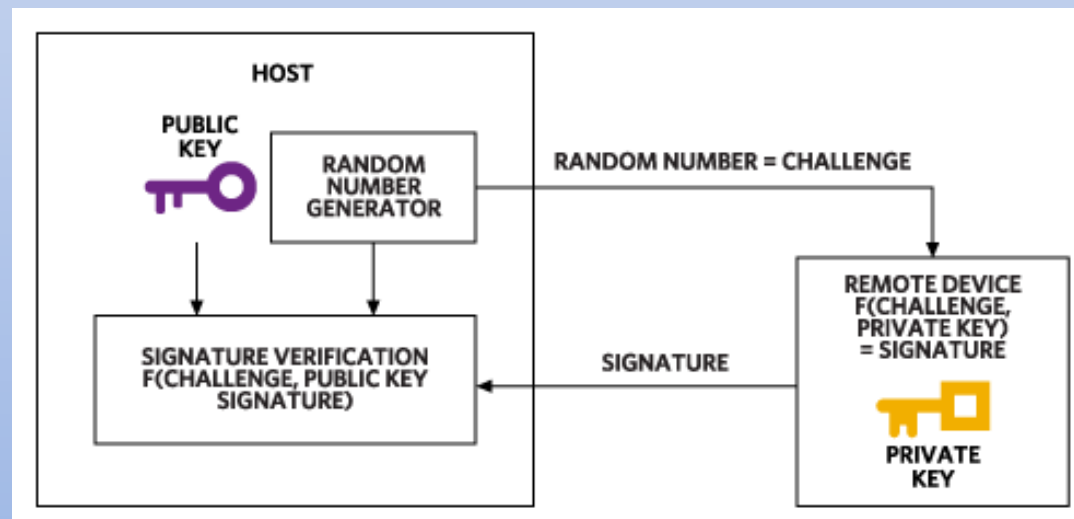 HOST
PUBLIC
KEY
RANDOM
NUMBER
GENERATOR
RANDOM NUMBER = CHALLENGE
REMOTE DEVICE
F(CHALLENGE,
PRIVATE KEY)
= SIGNATURE
SIGNATURE VERIFICATION
F(CHALLENGE, PUBLIC KEY
SIGNATURE)
SIGNATURE
PRIVATE
KEY